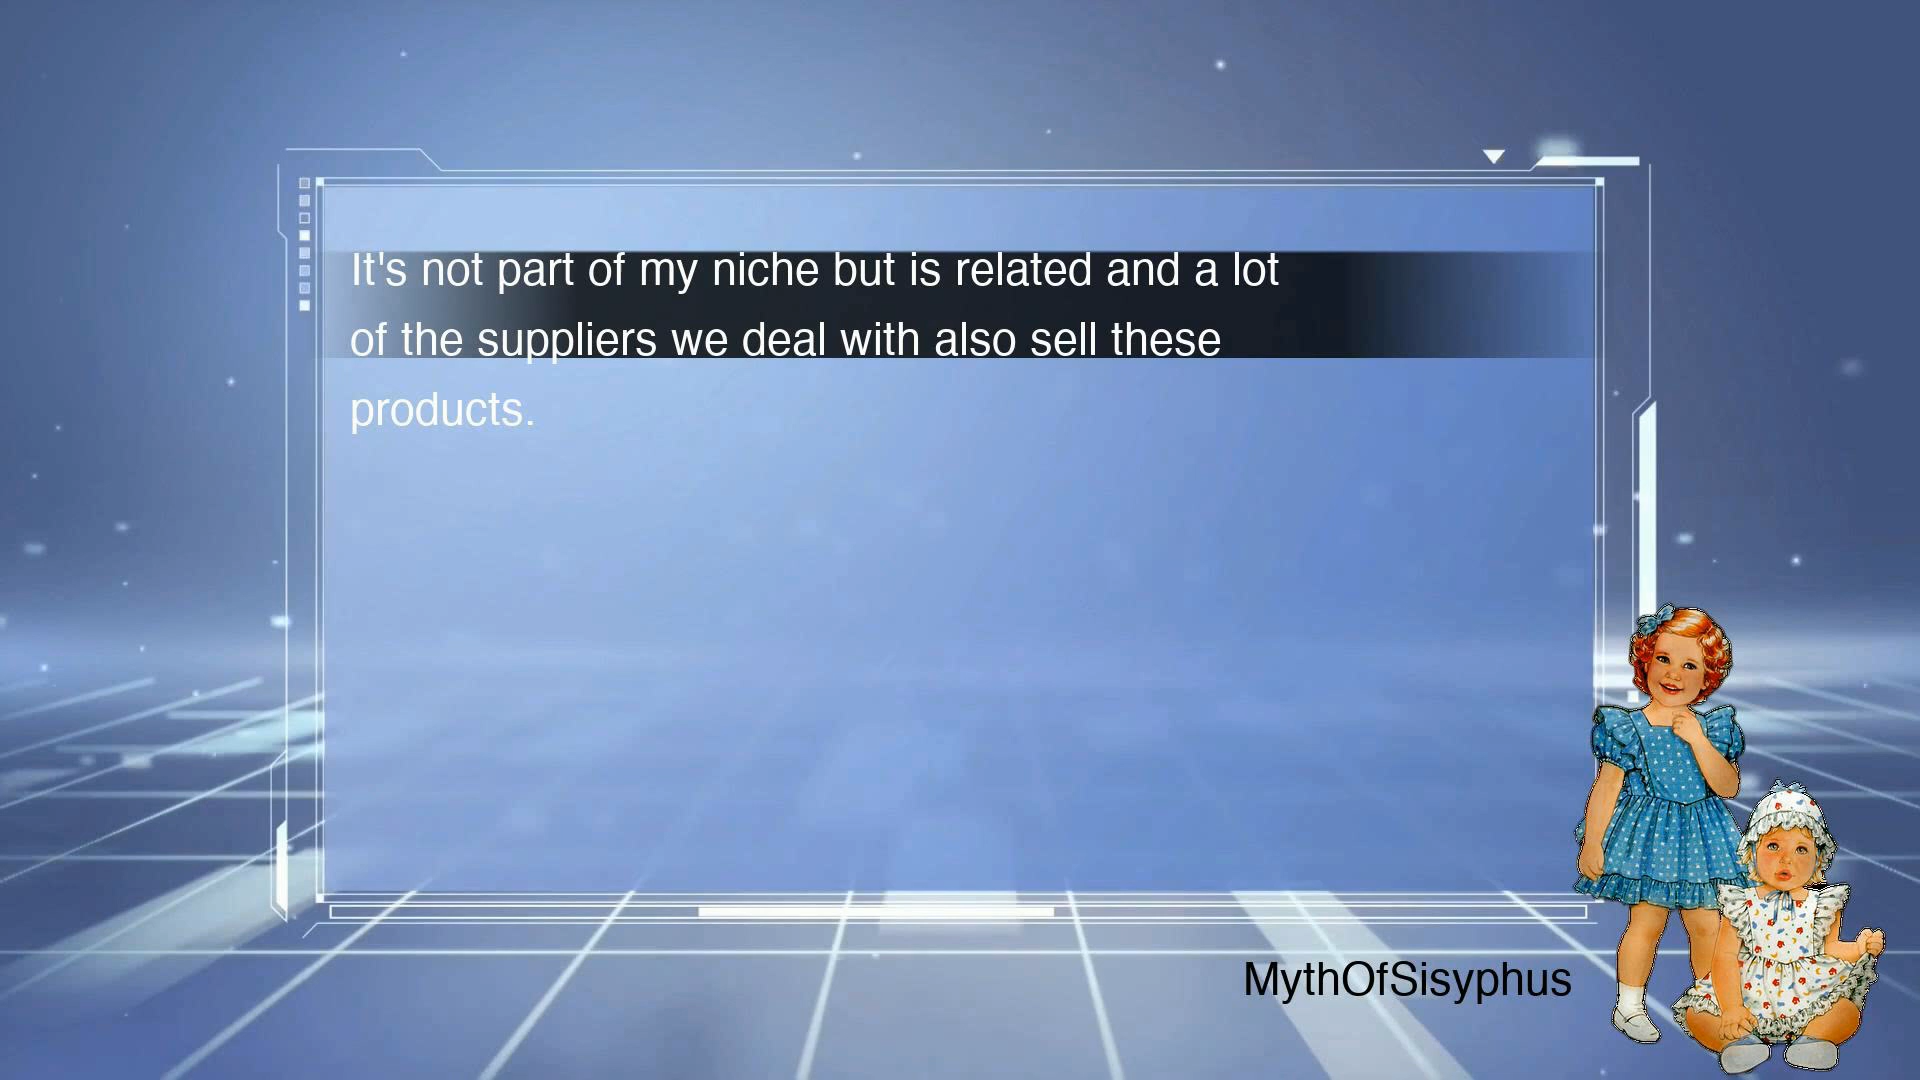 It's not part of my niche but is related and a lot
of the suppliers we deal with also sell these
products.
MythOfSisyphus